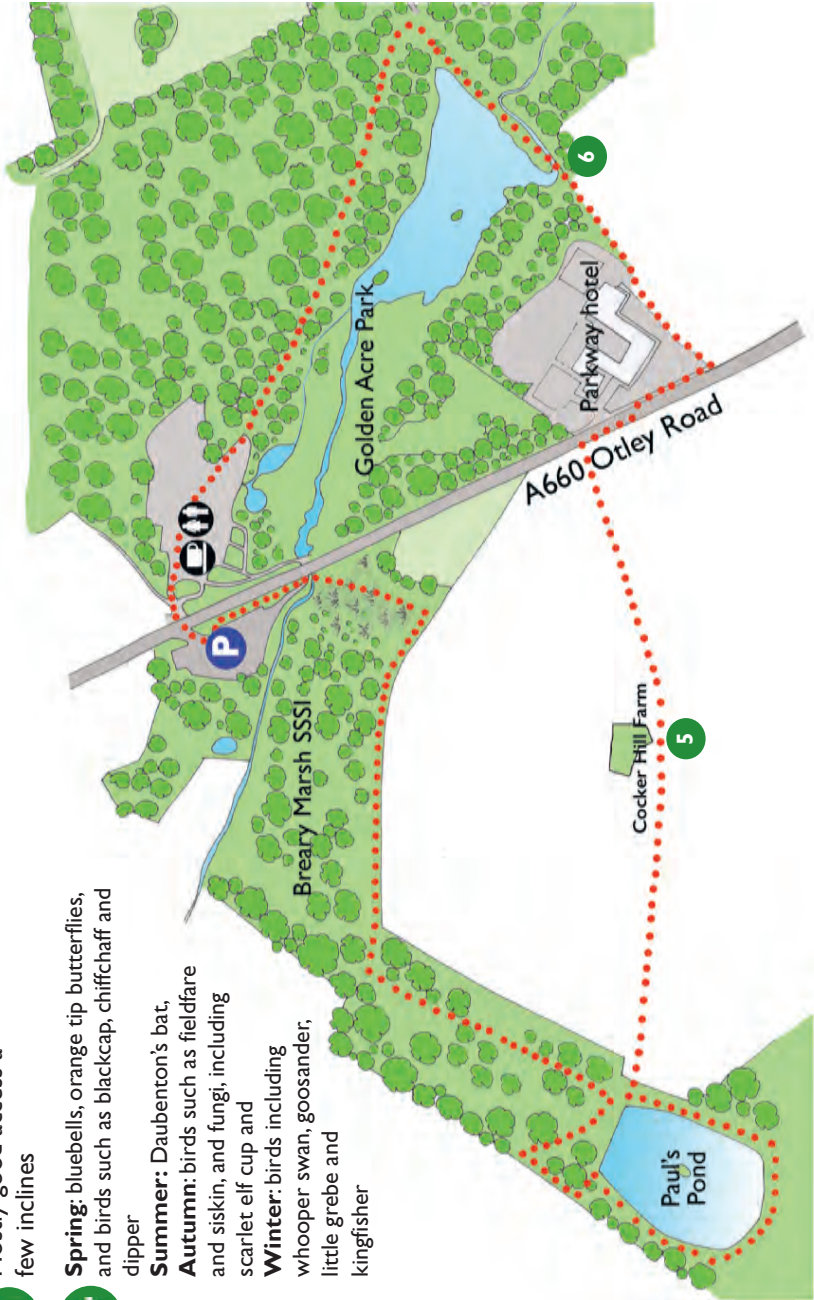 Mostly good access a
few inclines
Spring: bluebells, orange tip butterflies,
and birds such as blackcap, chiffchaff and
dipper
Summer: Daubenton's bat,
Autumn: birds such as fieldfare
and siskin, and fungi, including
scarlet elf cup and
Winter: birds including
whooper swan, goosander,
little grebe and
kingfisher
P
Breary Marsh SSSI
Golden Acre Park
Parkway hotel
A660 Otley Road
6
Cocker Hill Farm
5
Paul's
Pond